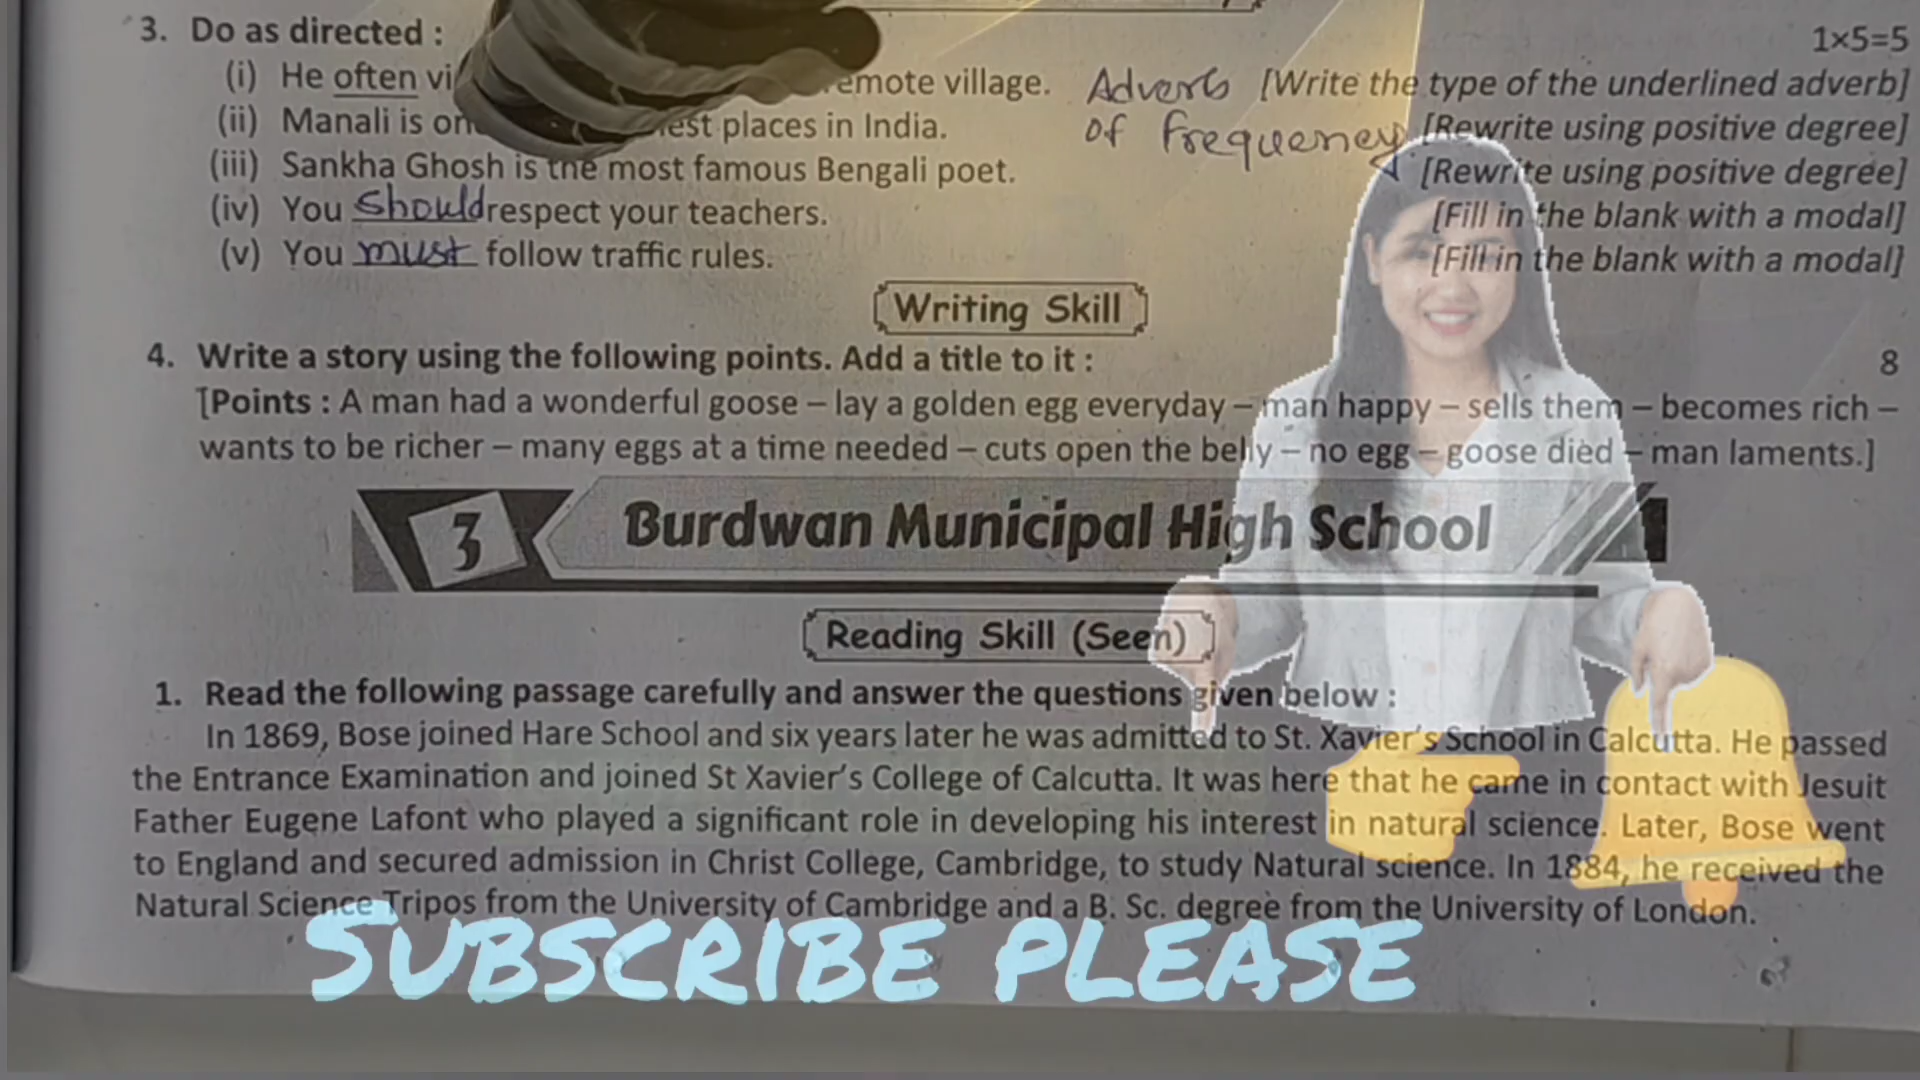 3. Do as directed : 1×5=5
(i) He often emote village. Adverb [Write the type of the underlined adverb]
(ii) Manali is places in India. of Frequency [Rewrite using positive degree]
(iii) Sankha Ghosh is the most famous Bengali poet. [Rewrite using positive degree]
(iv) You should respect your teachers. [Fill in the blank with a modal]
(v) You must follow traffic rules. [Fill in the blank with a modal]
Writing Skill
4. Write a story using the following points. Add a title to it : 8
[Points : A man had a wonderful goose – lay a golden egg everyday – man happy – sells them – becomes rich –
wants to be richer – many eggs at a time needed – cuts open the belly – no egg – goose died – man laments.]
3 Burdwan Municipal High School
Reading Skill (Seen)
1. Read the following passage carefully and answer the questions given below :
In 1869, Bose joined Hare School and six years later he was admitted to St. Xavier's School in Calcutta. He passed
the Entrance Examination and joined St Xavier's College of Calcutta. It was here that he came in contact with Jesuit
Father Eugene Lafont who played a significant role in developing his interest in natural science. Later, Bose went
to England and secured admission in Christ College, Cambridge, to study Natural science. In 1884, he received the
Natural Science Tripos from the University of Cambridge and a B. Sc. degree from the University of London.
SUBSCRIBE PLEASE